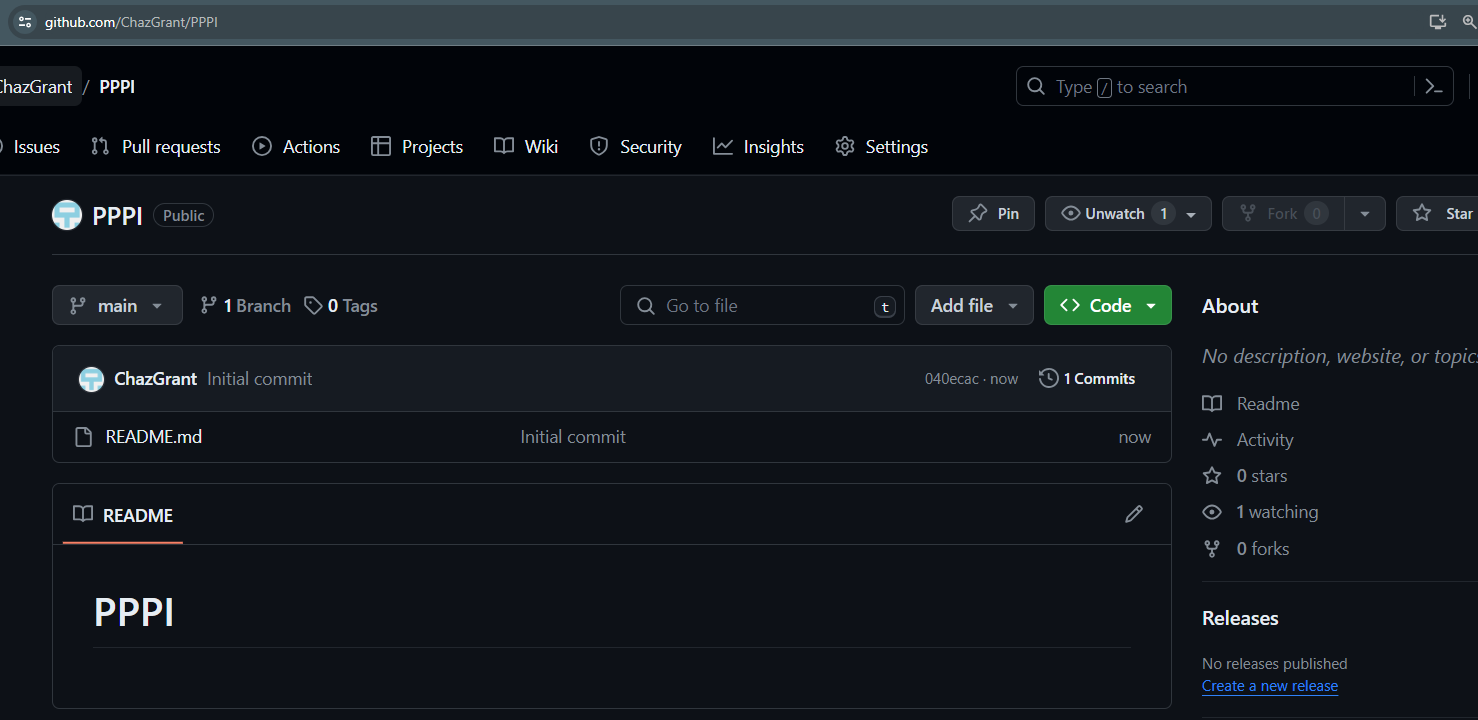 github.com/ChazGrant/PPPI
ChazGrant / PPPI
Type / to search
Issues Pull requests Actions Projects Wiki Security Insights Settings
PPPI Public
Pin Unwatch 1 Fork 0 Star
main 1 Branch 0 Tags
Go to file t Add file Code
ChazGrant Initial commit 040ecac · now 1 Commits
README.md Initial commit now
README
PPPI
About
No description, website, or topics
Readme
Activity
0 stars
1 watching
0 forks
Releases
No releases published
Create a new release